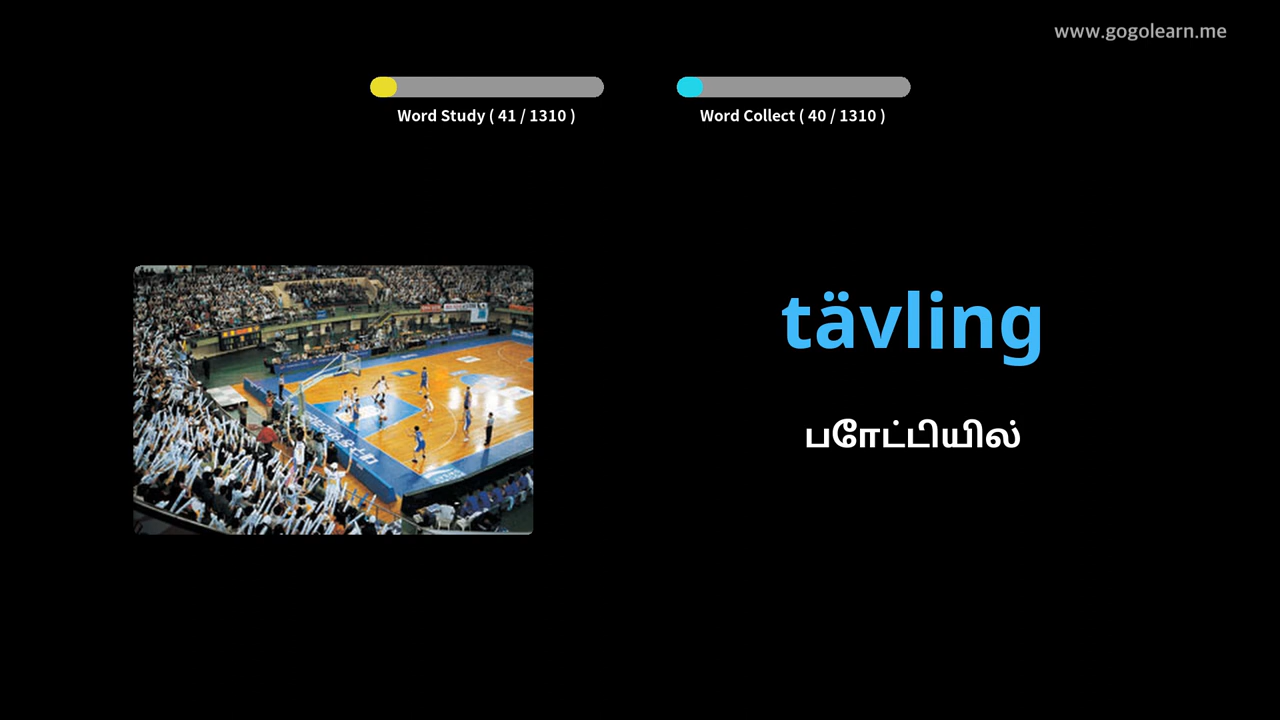 www.gogolearn.me
Word Study ( 41 / 1310 )
Word Collect ( 40 / 1310 )
tävling
போட்டியில்